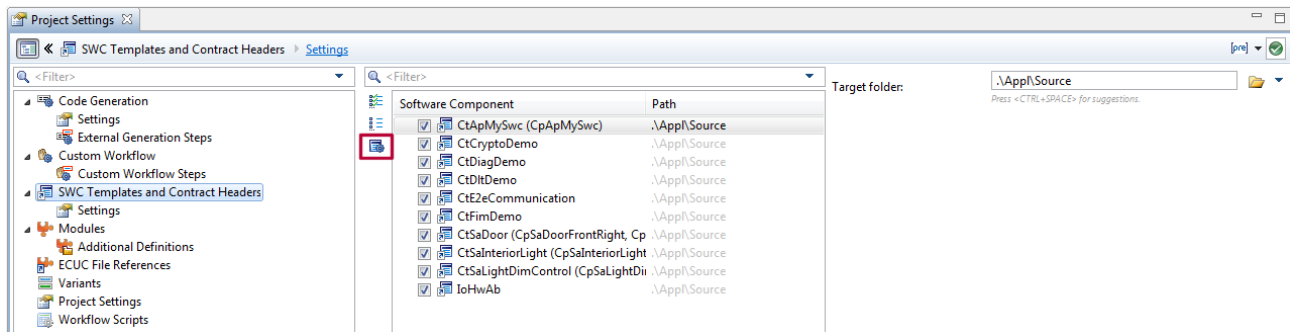 Project Settings
SWC Templates and Contract Headers Settings
[pre]
<Filter>
Code Generation
Settings
External Generation Steps
Custom Workflow
Custom Workflow Steps
SWC Templates and Contract Headers
Settings
Modules
Additional Definitions
ECUC File References
Variants
Project Settings
Workflow Scripts
<Filter>
Software Component Path
CtApMySwc (CpApMySwc) .\Appl\Source
CtCryptoDemo .\Appl\Source
CtDiagDemo .\Appl\Source
CtDltDemo .\Appl\Source
CtE2eCommunication .\Appl\Source
CtFimDemo .\Appl\Source
CtSaDoor (CpSaDoorFrontRight, Cp .\Appl\Source
CtSaInteriorLight (CpSaInteriorLight .\Appl\Source
CtSaLightDimControl (CpSaLightDi .\Appl\Source
IoHwAb .\Appl\Source
Target folder: .\Appl\Source
Press <CTRL+SPACE> for suggestions.